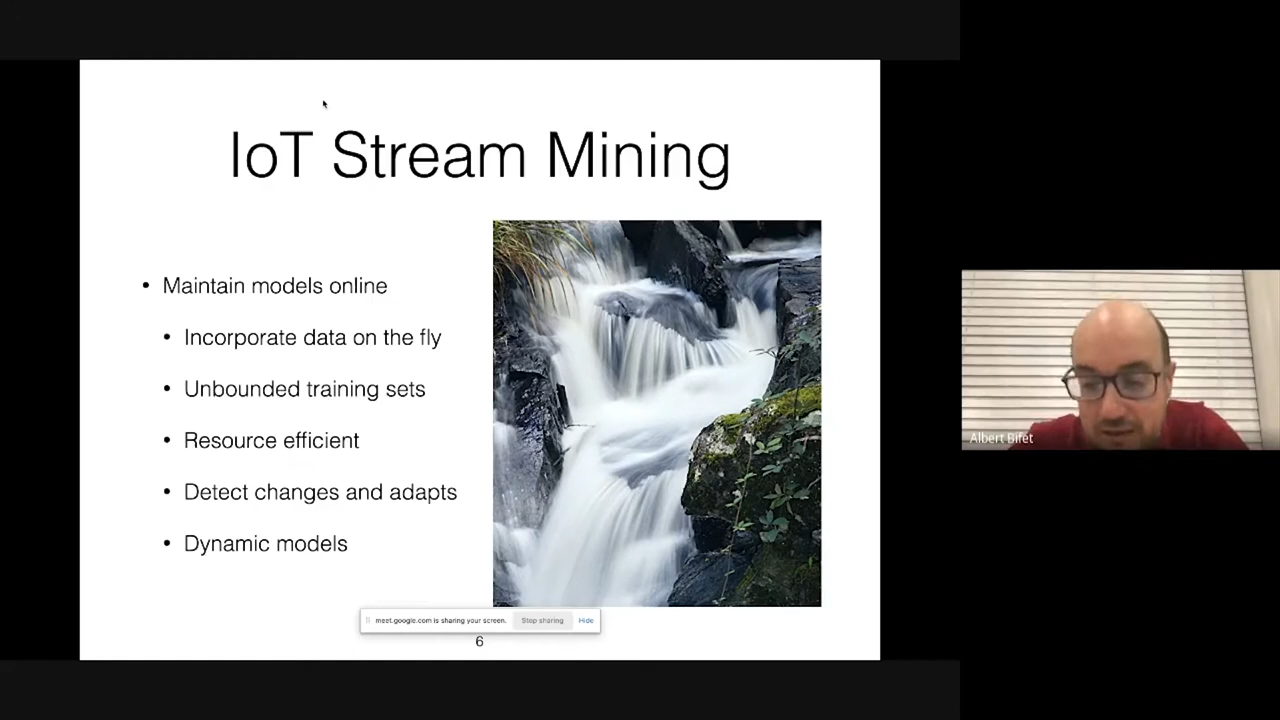 IoT Stream Mining
• Maintain models online
• Incorporate data on the fly
• Unbounded training sets
• Resource efficient
• Detect changes and adapts
• Dynamic models
meet.google.com is sharing your screen. Stop sharing Hide
6
Albert Bifet